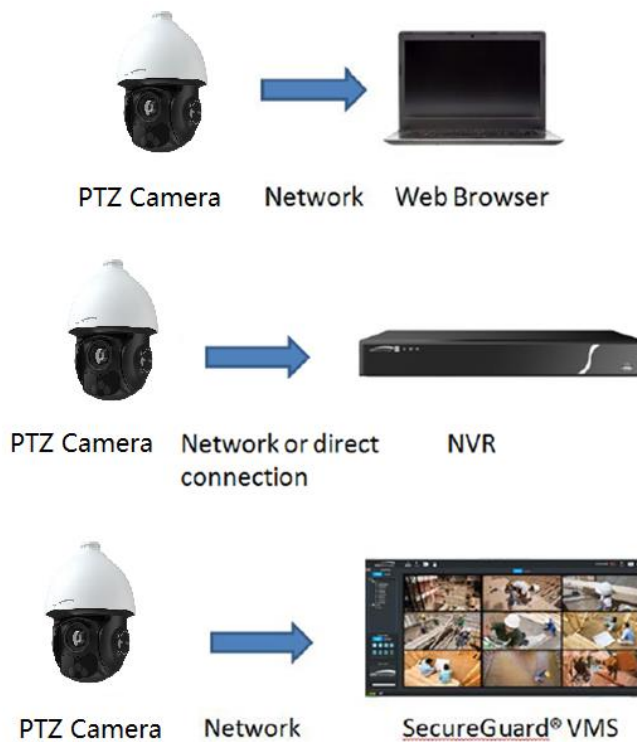 PTZ Camera Network Web Browser
PTZ Camera Network or direct NVR
connection
PTZ Camera Network SecureGuard® VMS